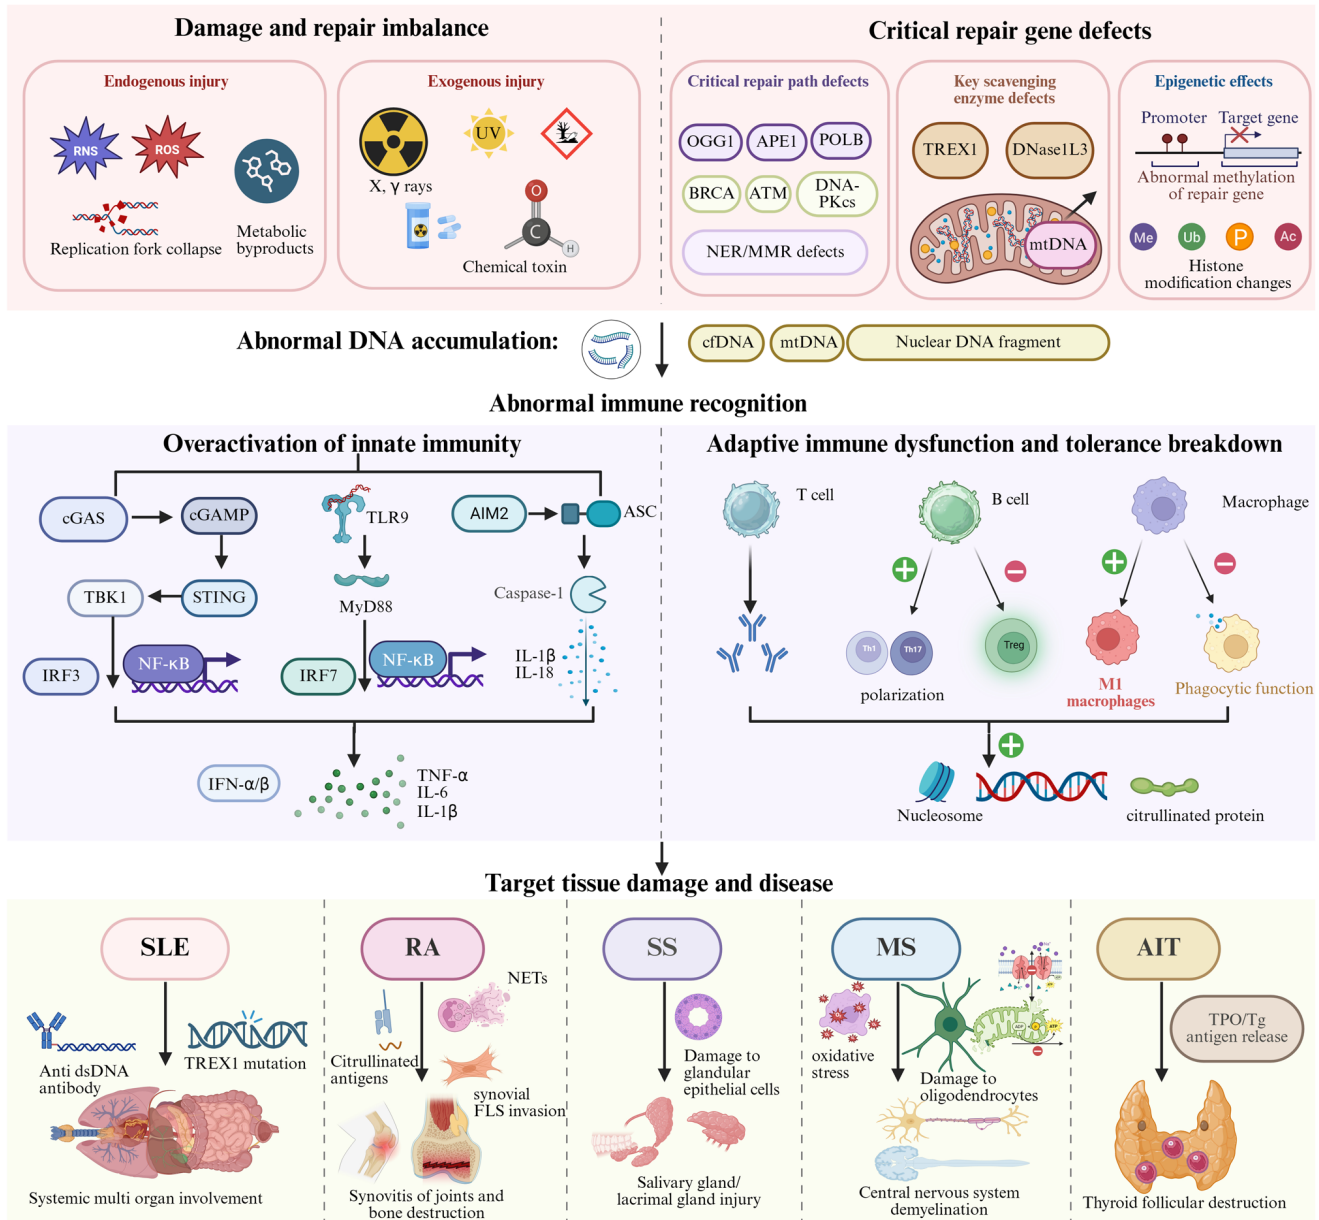 Damage and repair imbalance
Critical repair gene defects
Endogenous injury
RNS
ROS
Replication fork collapse
Metabolic
byproducts
Exogenous injury
X, γ rays
UV
Chemical toxin
O
C
H
Critical repair path defects
OGG1
APE1
POLB
BRCA
ATM
DNA-
PKcs
NER/MMR defects
Key scavenging
enzyme defects
TREX1
DNase1L3
mtDNA
Epigenetic effects
Promoter
Target gene
Abnormal methylation
of repair gene
Me
Ub
P
Ac
Histone
modification changes
Abnormal DNA accumulation:
cfDNA
mtDNA
Nuclear DNA fragment
Abnormal immune recognition
Overactivation of innate immunity
cGAS
cGAMP
TBK1
STING
IRF3
NF-κB
TLR9
MyD88
IRF7
NF-κB
AIM2
ASC
Caspase-1
IL-1β
IL-18
IFN-α/β
TNF-α
IL-6
IL-1β
Adaptive immune dysfunction and tolerance breakdown
T cell
B cell
Macrophage
Th1
Th17
polarization
Treg
M1
macrophages
Phagocytic function
Nucleosome
citrullinated protein
Target tissue damage and disease
SLE
Anti dsDNA
antibody
TREX1 mutation
Systemic multi organ involvement
RA
NETs
Citrullinated
antigens
synovial
FLS invasion
Synovitis of joints and
bone destruction
SS
Damage to
glandular
epithelial cells
Salivary gland/
lacrimal gland injury
MS
oxidative
stress
ADP
P
ATP
Damage to
oligodendrocytes
Central nervous system
demyelination
AIT
TPO/Tg
antigen release
Thyroid follicular destruction